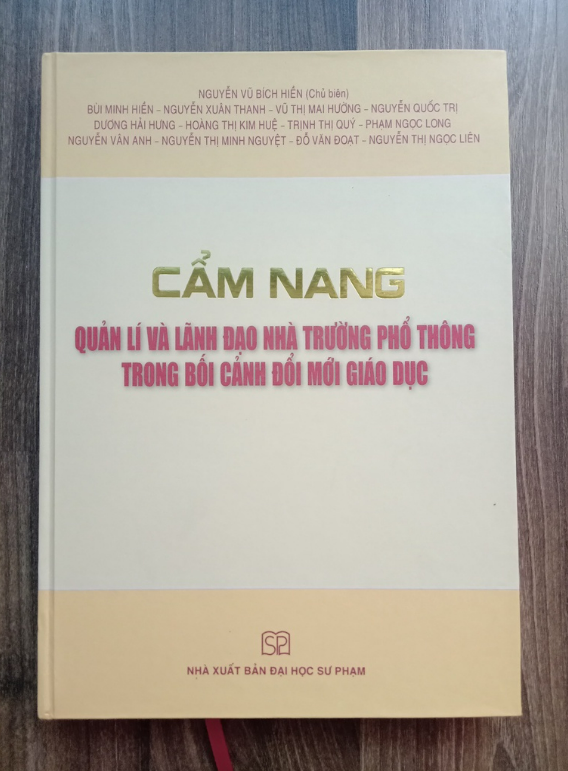 NGUYỄN VŨ BÍCH HIỀN (Chủ biên)
BÙI MINH HIỀN – NGUYỄN XUÂN THANH – VŨ THỊ MAI HƯỜNG – NGUYỄN QUỐC TRỊ
DƯƠNG HẢI HƯNG – HOÀNG THỊ KIM HUỆ – TRỊNH THỊ QUÝ – PHẠM NGỌC LONG
NGUYỄN VÂN ANH – NGUYỄN THỊ MINH NGUYỆT – ĐỖ VĂN ĐOẠT – NGUYỄN THỊ NGỌC LIÊN
CẨM NANG
QUẢN LÍ VÀ LÃNH ĐẠO NHÀ TRƯỜNG PHỔ THÔNG
TRONG BỐI CẢNH ĐỔI MỚI GIÁO DỤC
SP
NHÀ XUẤT BẢN ĐẠI HỌC SƯ PHẠM